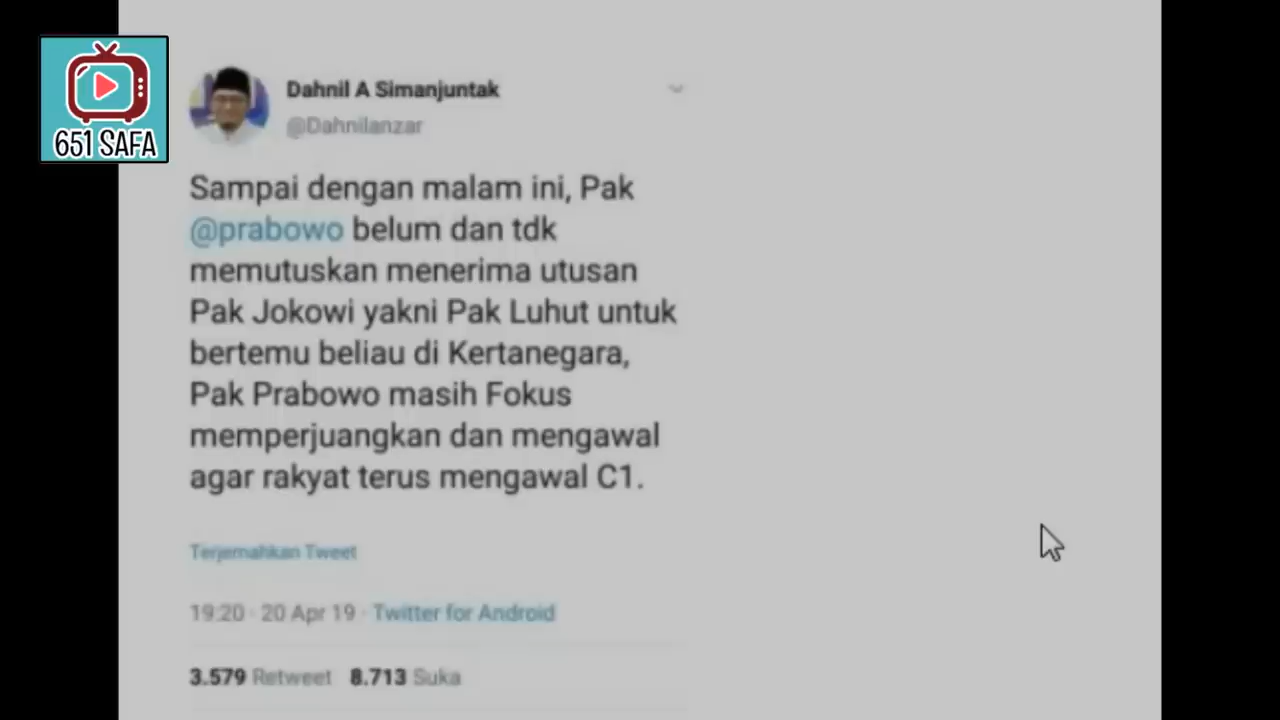 651 SAFA
Dahnil A Simanjuntak
@Dahnilanzar
Sampai dengan malam ini, Pak
@prabowo belum dan tdk
memutuskan menerima utusan
Pak Jokowi yakni Pak Luhut untuk
bertemu beliau di Kertanegara,
Pak Prabowo masih Fokus
memperjuangkan dan mengawal
agar rakyat terus mengawal C1.
Terjemahkan Tweet
19.20 · 20 Apr 19 · Twitter for Android
3.579 Retweet 8.713 Suka